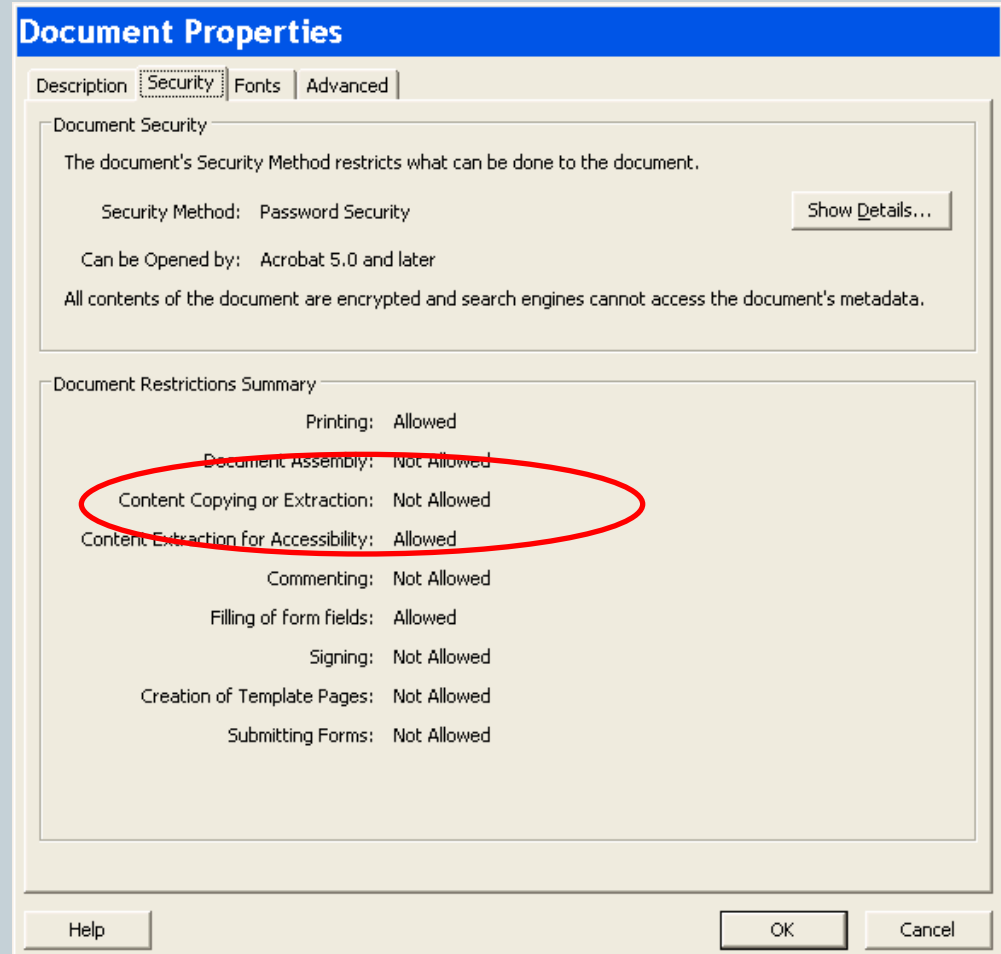 Document Properties
Description Security Fonts Advanced
Document Security
The document's Security Method restricts what can be done to the document.
Security Method: Password Security Show Details...
Can be Opened by: Acrobat 5.0 and later
All contents of the document are encrypted and search engines cannot access the document's metadata.
Document Restrictions Summary
Printing: Allowed
Document Assembly: Not Allowed
Content Copying or Extraction: Not Allowed
Content Extraction for Accessibility: Allowed
Commenting: Not Allowed
Filling of form fields: Allowed
Signing: Not Allowed
Creation of Template Pages: Not Allowed
Submitting Forms: Not Allowed
Help OK Cancel